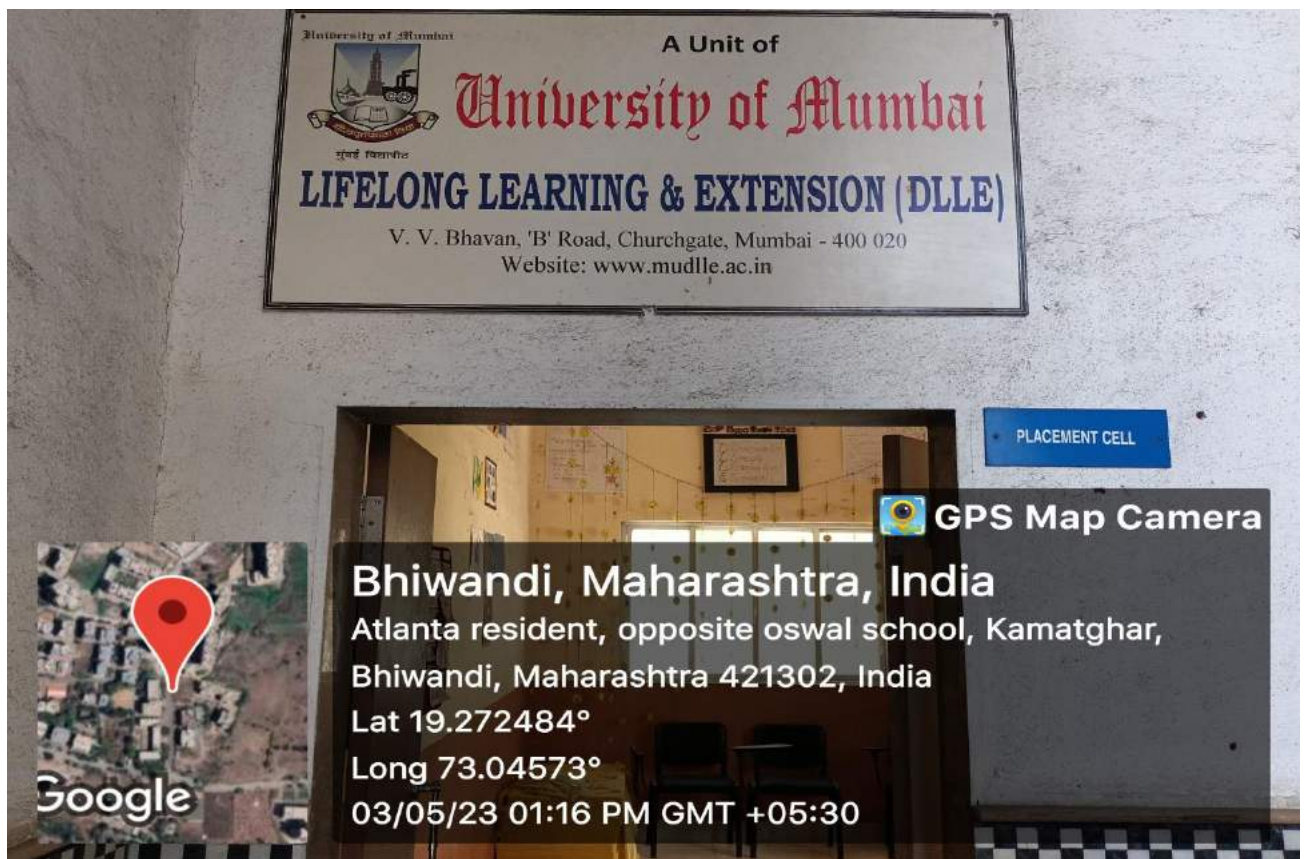 University of Mumbai
मुंबई विद्यापीठ
A Unit of
University of Mumbai
LIFELONG LEARNING & EXTENSION (DLLE)
V. V. Bhavan, 'B' Road, Churchgate, Mumbai - 400 020
Website: www.mudlle.ac.in
PLACEMENT CELL
GPS Map Camera
Bhiwandi, Maharashtra, India
Atlanta resident, opposite oswal school, Kamatghar,
Bhiwandi, Maharashtra 421302, India
Lat 19.272484°
Long 73.04573°
03/05/23 01:16 PM GMT +05:30
Google